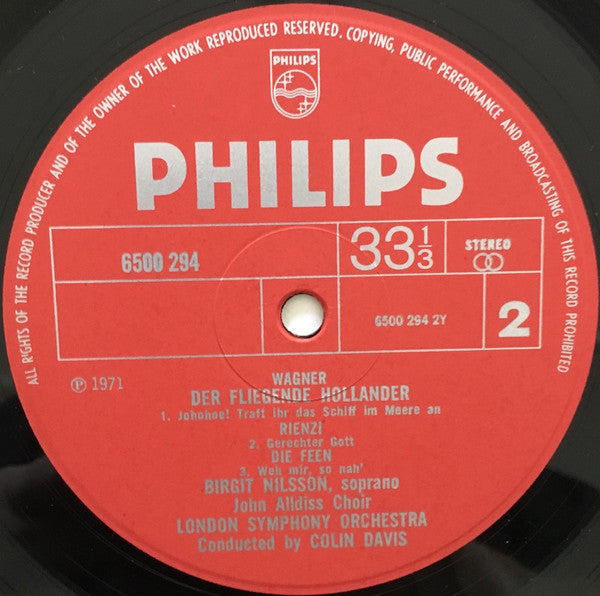 ALL RIGHTS OF THE RECORD PRODUCER AND OF THE OWNER OF THE WORK REPRODUCED RESERVED. COPYING, PUBLIC PERFORMANCE AND BROADCASTING OF THIS RECORD PROHIBITED
PHILIPS
PHILIPS
6500 294
33 1/3
STEREO
6500 294 2Y
2
℗ 1971
WAGNER
DER FLIEGENDE HOLLANDER
1. Johohoe! Traft ihr das Schiff im Meere an
RIENZI
2. Gerechter Gott
DIE FEEN
3. Weh mir, so nah'
BIRGIT NILSSON, soprano
John Alldiss Choir
LONDON SYMPHONY ORCHESTRA
Conducted by COLIN DAVIS